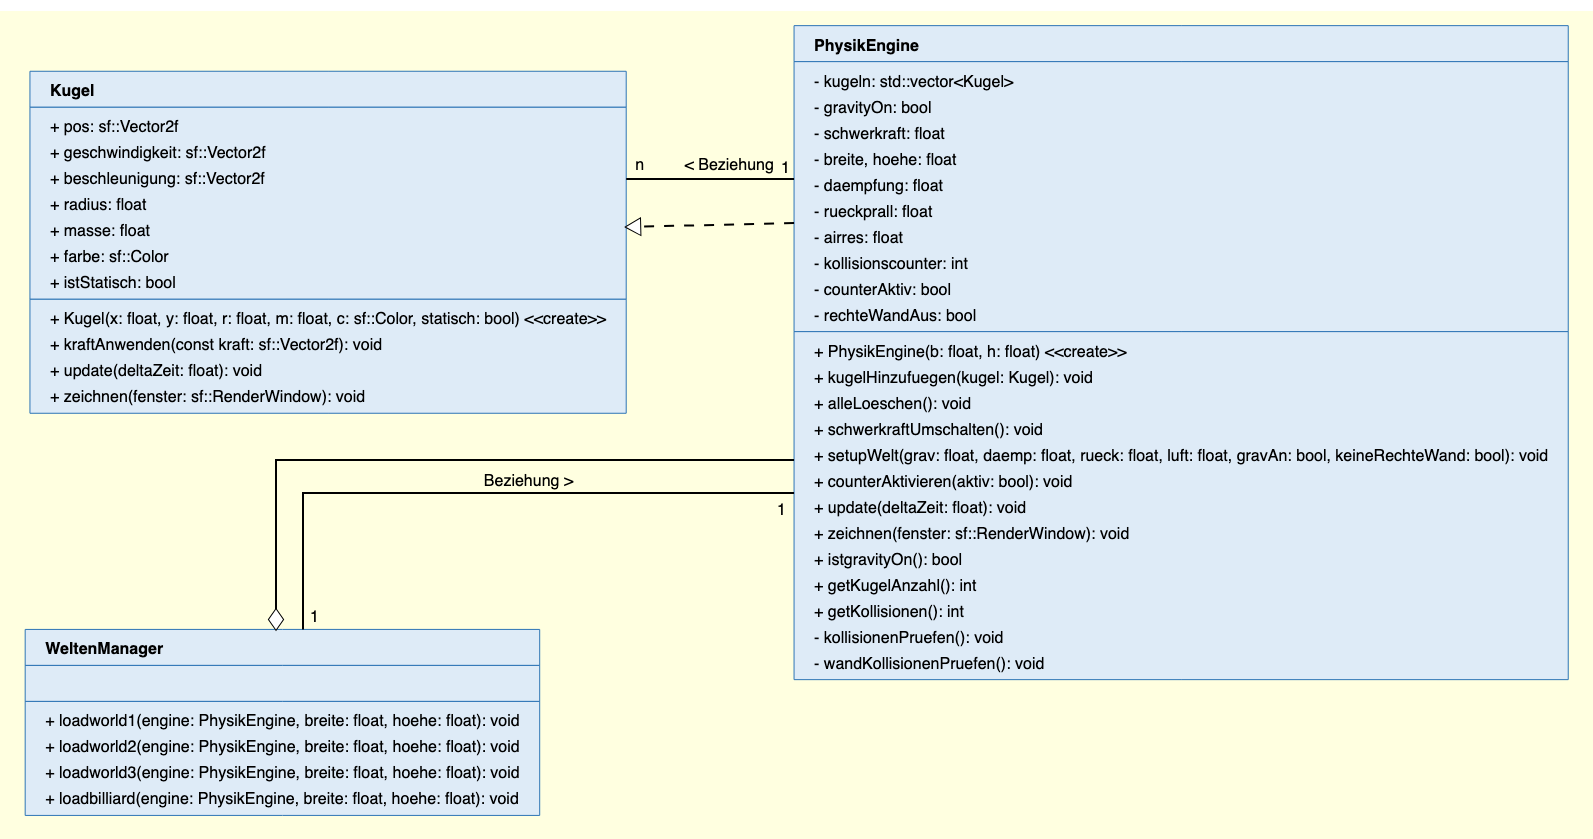 Kugel
+ pos: sf::Vector2f
+ geschwindigkeit: sf::Vector2f
+ beschleunigung: sf::Vector2f
+ radius: float
+ masse: float
+ farbe: sf::Color
+ istStatisch: bool
+ Kugel(x: float, y: float, r: float, m: float, c: sf::Color, statisch: bool) <<create>>
+ kraftAnwenden(const kraft: sf::Vector2f): void
+ update(deltaZeit: float): void
+ zeichnen(fenster: sf::RenderWindow): void
n < Beziehung 1
PhysikEngine
- kugeln: std::vector<Kugel>
- gravityOn: bool
- schwerkraft: float
- breite, hoehe: float
- daempfung: float
- rueckprall: float
- airres: float
- kollisionscounter: int
- counterAktiv: bool
- rechteWandAus: bool
+ PhysikEngine(b: float, h: float) <<create>>
+ kugelHinzufuegen(kugel: Kugel): void
+ alleLoeschen(): void
+ schwerkraftUmschalten(): void
+ setupWelt(grav: float, daemp: float, rueck: float, luft: float, gravAn: bool, keineRechteWand: bool): void
+ counterAktivieren(aktiv: bool): void
+ update(deltaZeit: float): void
+ zeichnen(fenster: sf::RenderWindow): void
+ istgravityOn(): bool
+ getKugelAnzahl(): int
+ getKollisionen(): int
- kollisionenPruefen(): void
- wandKollisionenPruefen(): void
Beziehung >
1
1
WeltenManager
+ loadworld1(engine: PhysikEngine, breite: float, hoehe: float): void
+ loadworld2(engine: PhysikEngine, breite: float, hoehe: float): void
+ loadworld3(engine: PhysikEngine, breite: float, hoehe: float): void
+ loadbilliard(engine: PhysikEngine, breite: float, hoehe: float): void